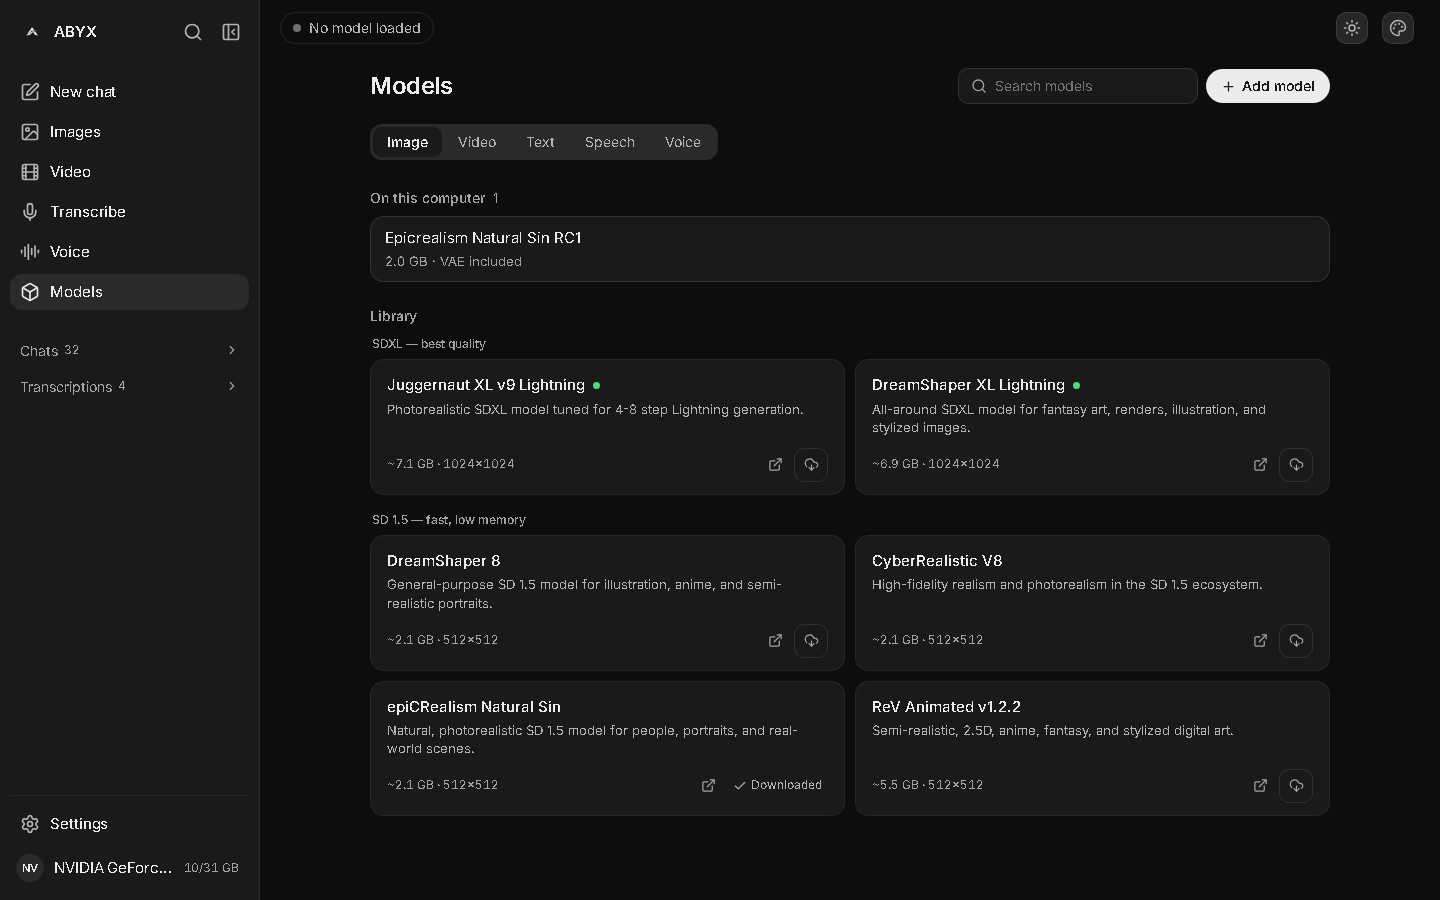 ABYX
No model loaded
New chat
Images
Video
Transcribe
Voice
Models
Chats 32
Transcriptions 4
Settings
NV NVIDIA GeForc... 10/31 GB
Models
Search models
Add model
Image Video Text Speech Voice
On this computer 1
Epicrealism Natural Sin RC1
2.0 GB · VAE included
Library
SDXL — best quality
Juggernaut XL v9 Lightning
Photorealistic SDXL model tuned for 4-8 step Lightning generation.
~7.1 GB · 1024×1024
DreamShaper XL Lightning
All-around SDXL model for fantasy art, renders, illustration, and
stylized images.
~6.9 GB · 1024×1024
SD 1.5 — fast, low memory
DreamShaper 8
General-purpose SD 1.5 model for illustration, anime, and semi-
realistic portraits.
~2.1 GB · 512×512
CyberRealistic V8
High-fidelity realism and photorealism in the SD 1.5 ecosystem.
~2.1 GB · 512×512
epiCRealism Natural Sin
Natural, photorealistic SD 1.5 model for people, portraits, and real-
world scenes.
~2.1 GB · 512×512
Downloaded
ReV Animated v1.2.2
Semi-realistic, 2.5D, anime, fantasy, and stylized digital art.
~5.5 GB · 512×512